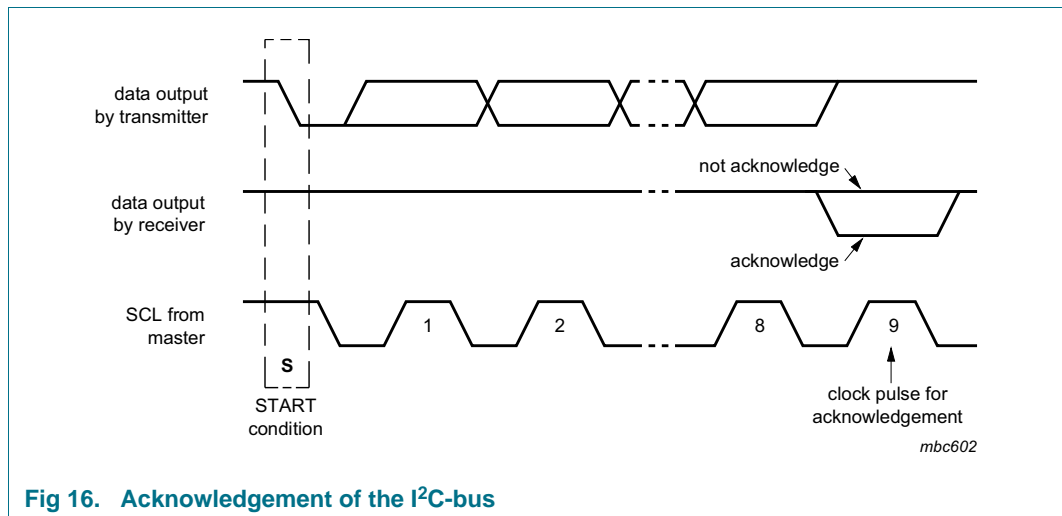 data output
by transmitter
not acknowledge
data output
by receiver
acknowledge
SCL from
master
1
2
8
9
S
START
condition
clock pulse for
acknowledgement
mbc602
Fig 16. Acknowledgement of the I²C-bus